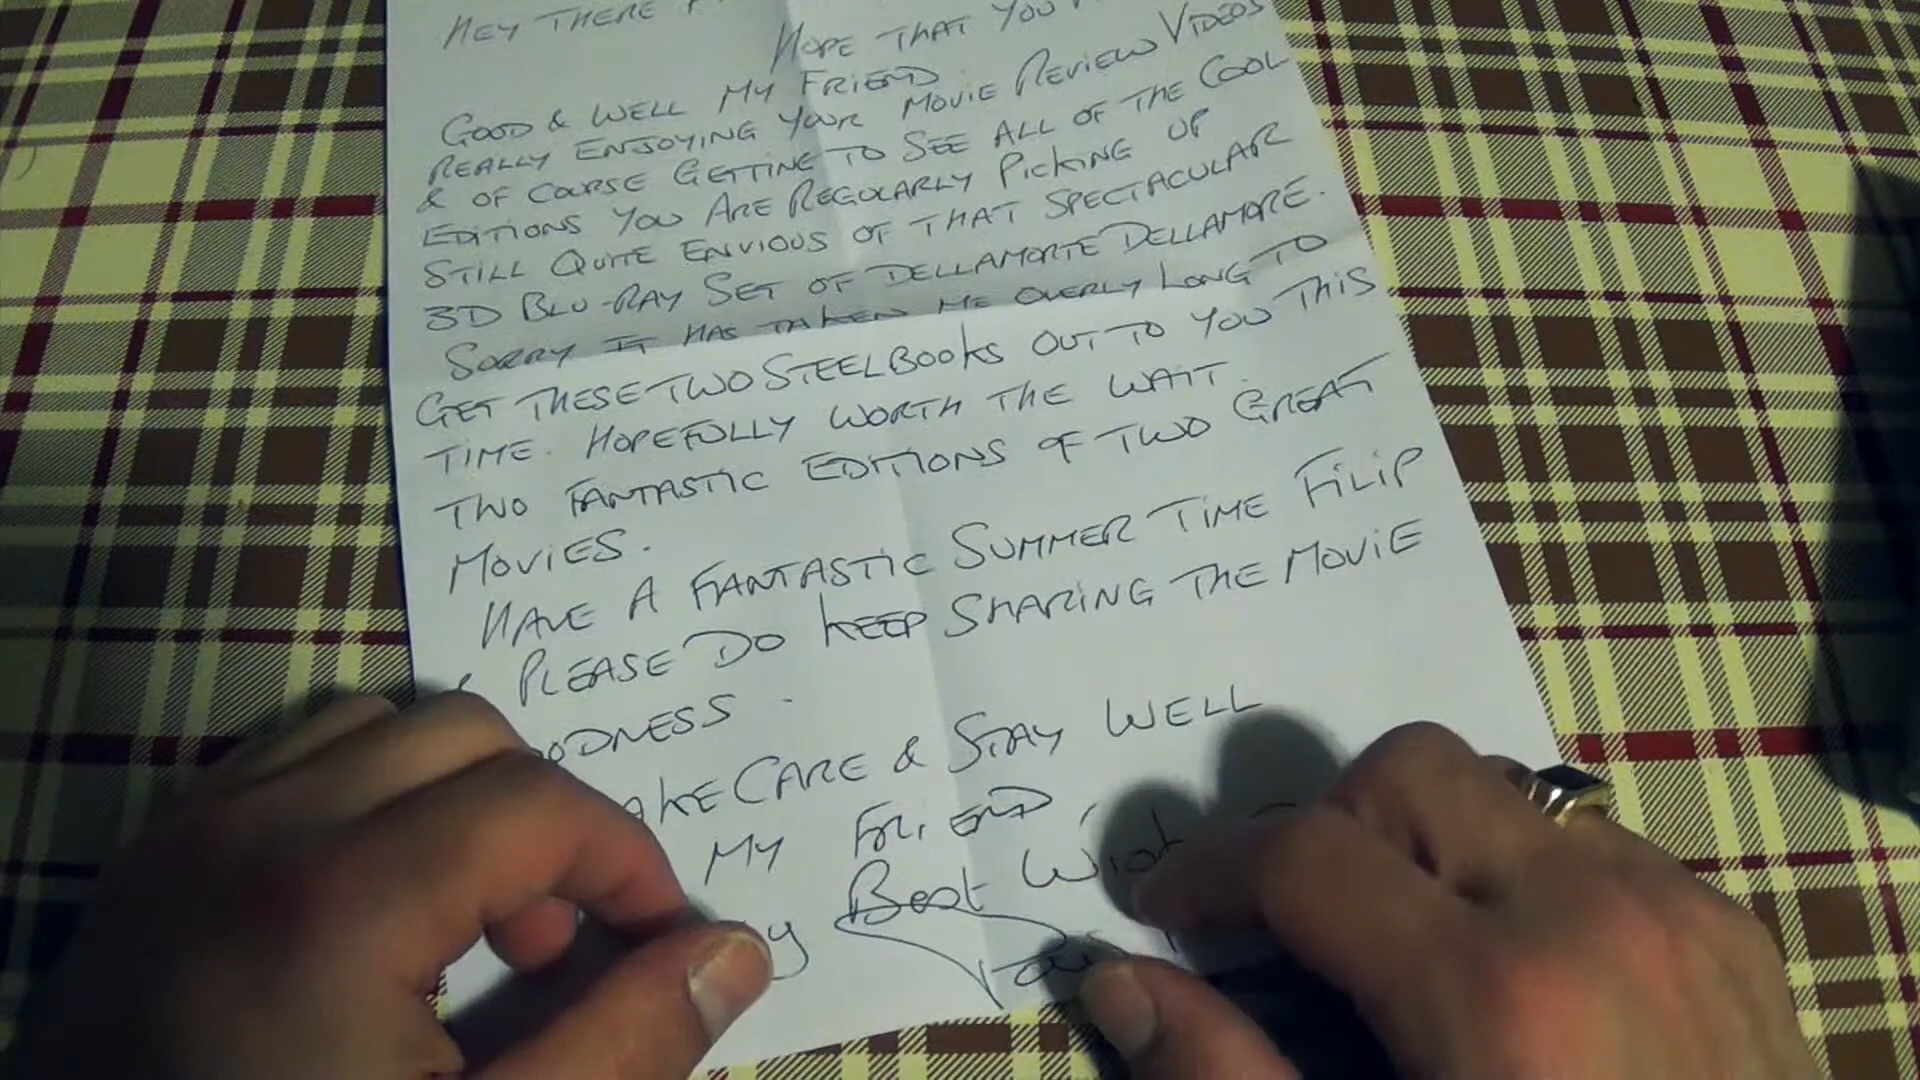 HEY THERE
HOPE THAT YOU
GOOD & WELL MY FRIEND
REALLY ENJOYING YOUR MOVIE REVIEW VIDEOS
& OF COURSE GETTING TO SEE ALL OF THE COOL
EDITIONS YOU ARE REGULARLY PICKING UP
STILL QUITE ENVIOUS OF THAT SPECTACULAR
3D BLU-RAY SET OF DELLAMORTE DELLAMORE.
SORRY IT HAS TAKEN ME OVERLY LONG TO
GET THESE TWO STEELBOOKS OUT TO YOU THIS
TIME. HOPEFULLY WORTH THE WAIT.
TWO FANTASTIC EDITIONS OF TWO GREAT
MOVIES.
HAVE A FANTASTIC SUMMER TIME FILIP
& PLEASE DO KEEP SHARING THE MOVIE
OODNESS.
AKE CARE & STAY WELL
MY FRIEND,
y Best Wish